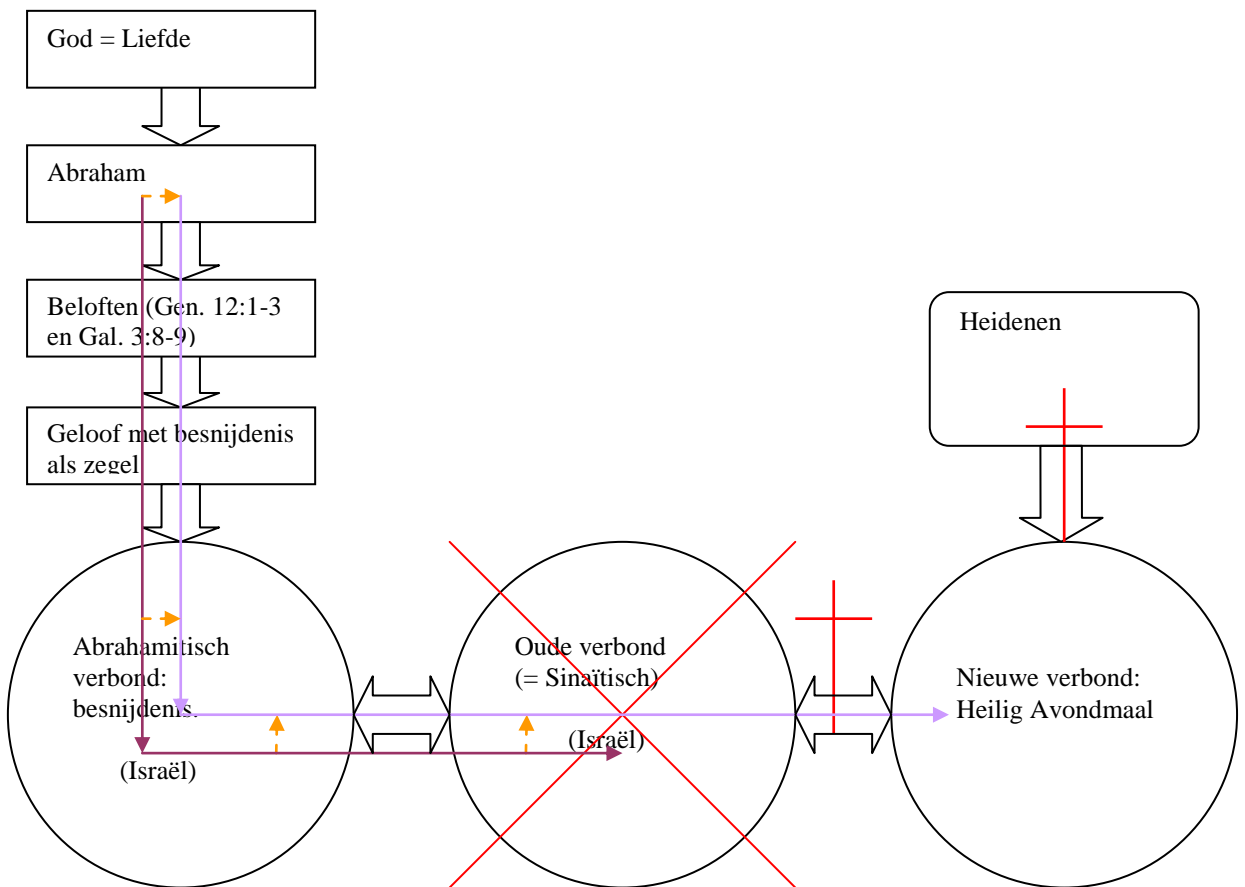 God = Liefde
Abraham
Beloften (Gen. 12:1-3
en Gal. 3:8-9)
Heidenen
Geloof met besnijdenis
als zegel
Abrahamitisch
verbond:
besnijdenis.
(Israël)
Oude verbond
(= Sinaïtisch)
(Israël)
Nieuwe verbond:
Heilig Avondmaal